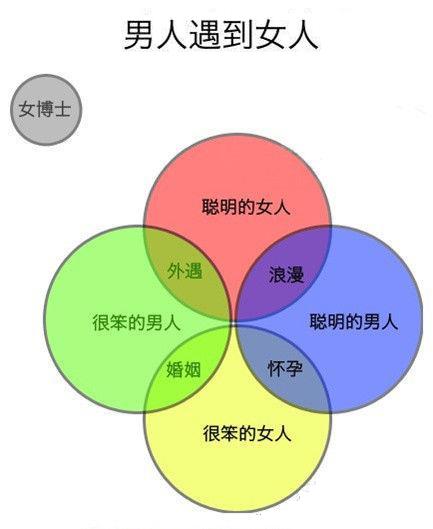 男人遇到女人
女博士
聪明的女人
外遇
浪漫
很笨的男人
聪明的男人
婚姻
怀孕
很笨的女人